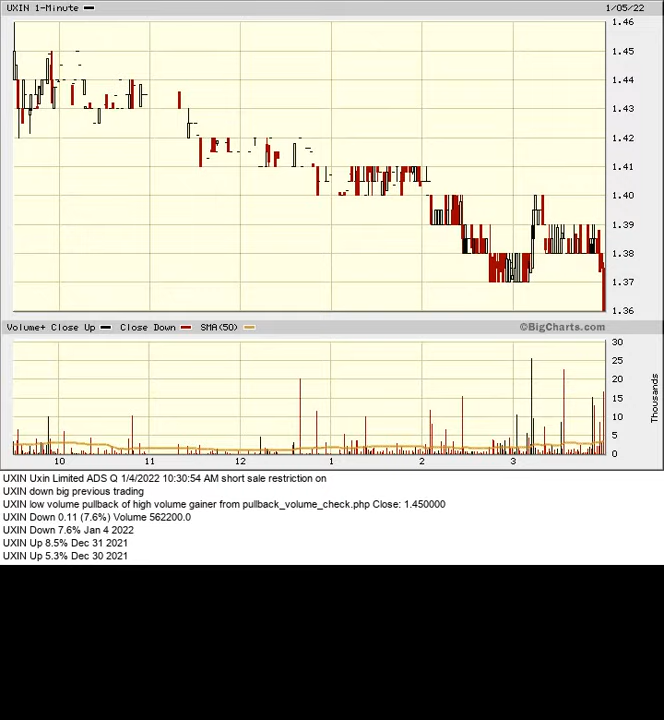 UXIN 1-Minute 1/05/22
1.46
1.45
1.44
1.43
1.42
1.41
1.40
1.39
1.38
1.37
1.36
Volume+ Close Up Close Down SMA(50) ©BigCharts.com
30
25
20
15
10
5
0
Thousands
10 11 12 1 2 3
UXIN Uxin Limited ADS Q 1/4/2022 10:30:54 AM short sale restriction on
UXIN down big previous trading
UXIN low volume pullback of high volume gainer from pullback_volume_check.php Close: 1.450000
UXIN Down 0.11 (7.6%) Volume 562200.0
UXIN Down 7.6% Jan 4 2022
UXIN Up 8.5% Dec 31 2021
UXIN Up 5.3% Dec 30 2021